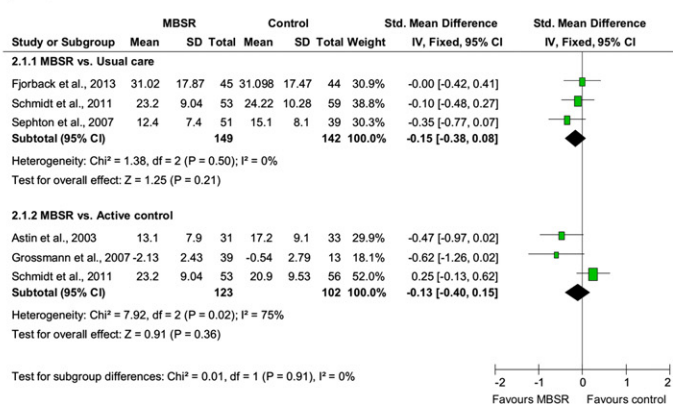 MBSR Control Std. Mean Difference Std. Mean Difference
Study or Subgroup Mean SD Total Mean SD Total Weight IV, Fixed, 95% CI IV, Fixed, 95% CI
2.1.1 MBSR vs. Usual care
Fjorback et al., 2013 31.02 17.87 45 31.098 17.47 44 30.9% -0.00 [-0.42, 0.41]
Schmidt et al., 2011 23.2 9.04 53 24.22 10.28 59 38.8% -0.10 [-0.48, 0.27]
Sephton et al., 2007 12.4 7.4 51 15.1 8.1 39 30.3% -0.35 [-0.77, 0.07]
Subtotal (95% CI) 149 142 100.0% -0.15 [-0.38, 0.08]
Heterogeneity: Chi² = 1.38, df = 2 (P = 0.50); I² = 0%
Test for overall effect: Z = 1.25 (P = 0.21)
2.1.2 MBSR vs. Active control
Astin et al., 2003 13.1 7.9 31 17.2 9.1 33 29.9% -0.47 [-0.97, 0.02]
Grossmann et al., 2007 -2.13 2.43 39 -0.54 2.79 13 18.1% -0.62 [-1.26, 0.02]
Schmidt et al., 2011 23.2 9.04 53 20.9 9.53 56 52.0% 0.25 [-0.13, 0.62]
Subtotal (95% CI) 123 102 100.0% -0.13 [-0.40, 0.15]
Heterogeneity: Chi² = 7.92, df = 2 (P = 0.02); I² = 75%
Test for overall effect: Z = 0.91 (P = 0.36)
Test for subgroup differences: Chi² = 0.01, df = 1 (P = 0.91), I² = 0%
-2 -1 0 1 2
Favours MBSR Favours control